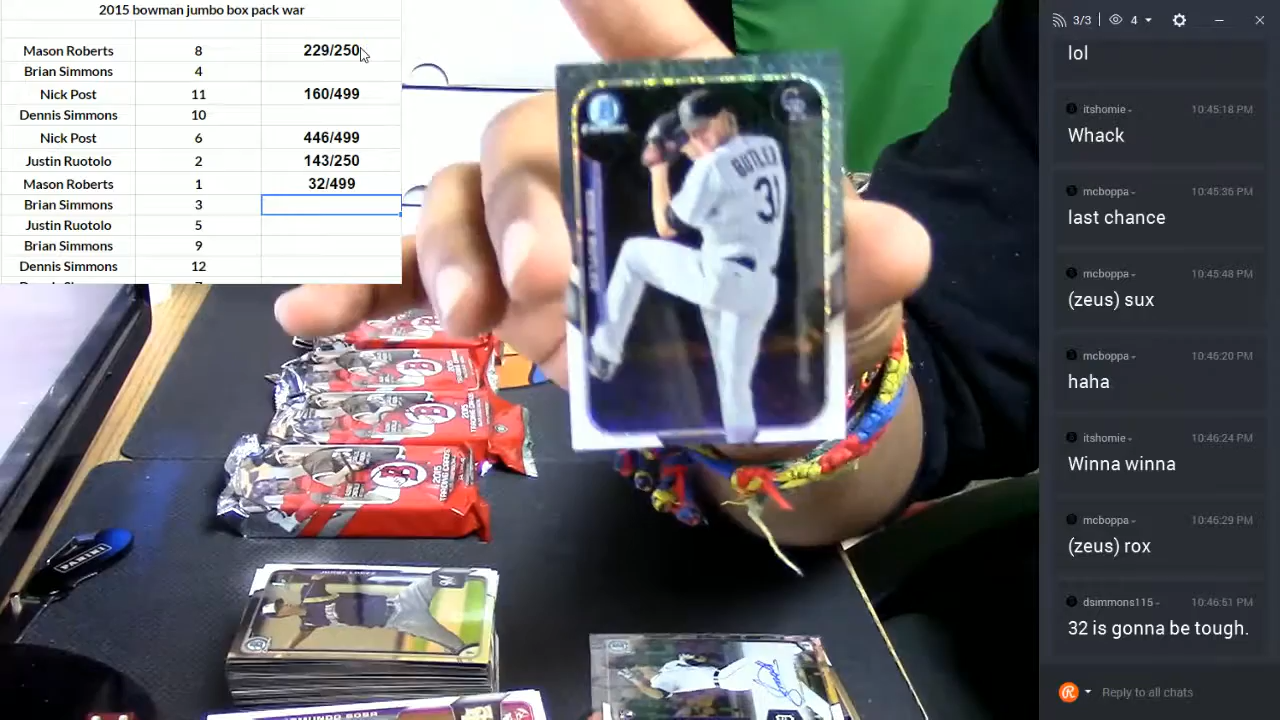 2015 bowman jumbo box pack war
Mason Roberts 8 229/250
Brian Simmons 4
Nick Post 11 160/499
Dennis Simmons 10
Nick Post 6 446/499
Justin Ruotolo 2 143/250
Mason Roberts 1 32/499
Brian Simmons 3
Justin Ruotolo 5
Brian Simmons 9
Dennis Simmons 12
BUTLER
31
2015
TRADING CARDS
PANINI
3/3 4
lol
itshomie 10:45:18 PM
Whack
mcboppa 10:45:36 PM
last chance
mcboppa 10:45:48 PM
(zeus) sux
mcboppa 10:46:20 PM
haha
itshomie 10:46:24 PM
Winna winna
mcboppa 10:46:29 PM
(zeus) rox
dsimmons115 10:46:51 PM
32 is gonna be tough.
Reply to all chats